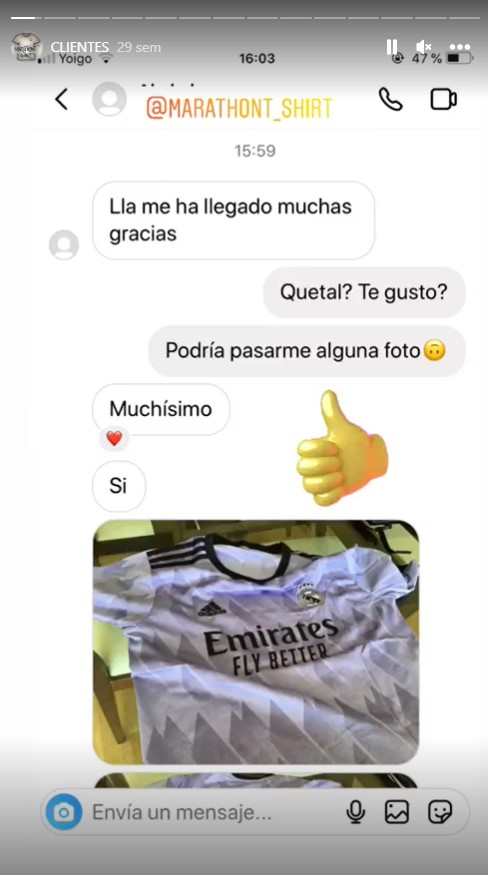 CLIENTES 29 sem
Yoigo 16:03 47 %
@MARATHONT_SHIRT
15:59
Lla me ha llegado muchas
gracias
Quetal? Te gusto?
Podría pasarme alguna foto🙃
Muchísimo
Si
adidas
Emirates
FLY BETTER
Envía un mensaje...